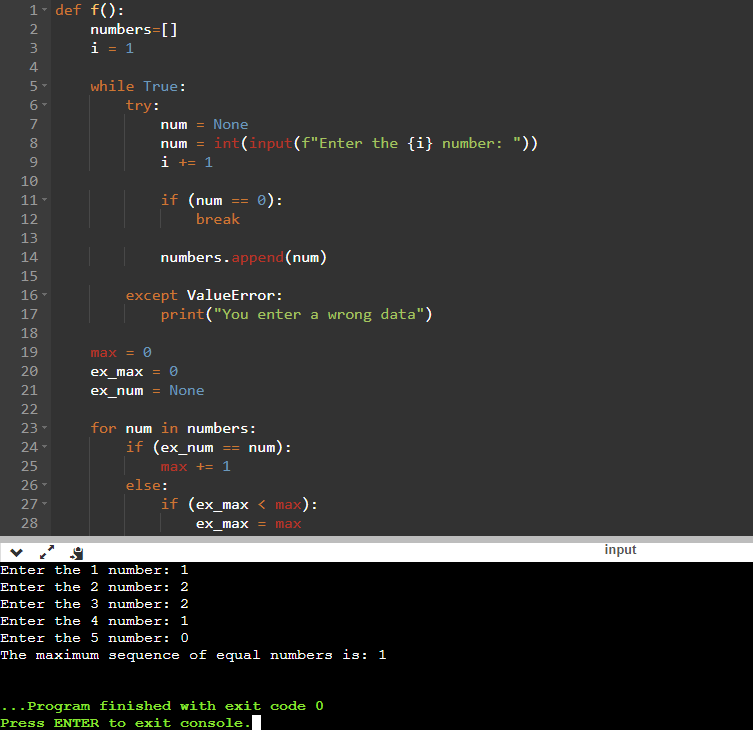 1 def f():
2 numbers=[]
3 i = 1
4
5 while True:
6 try:
7 num = None
8 num = int(input(f"Enter the {i} number: "))
9 i += 1
10
11 if (num == 0):
12 break
13
14 numbers.append(num)
15
16 except ValueError:
17 print("You enter a wrong data")
18
19 max = 0
20 ex_max = 0
21 ex_num = None
22
23 for num in numbers:
24 if (ex_num == num):
25 max += 1
26 else:
27 if (ex_max < max):
28 ex_max = max
input
Enter the 1 number: 1
Enter the 2 number: 2
Enter the 3 number: 2
Enter the 4 number: 1
Enter the 5 number: 0
The maximum sequence of equal numbers is: 1
...Program finished with exit code 0
Press ENTER to exit console.